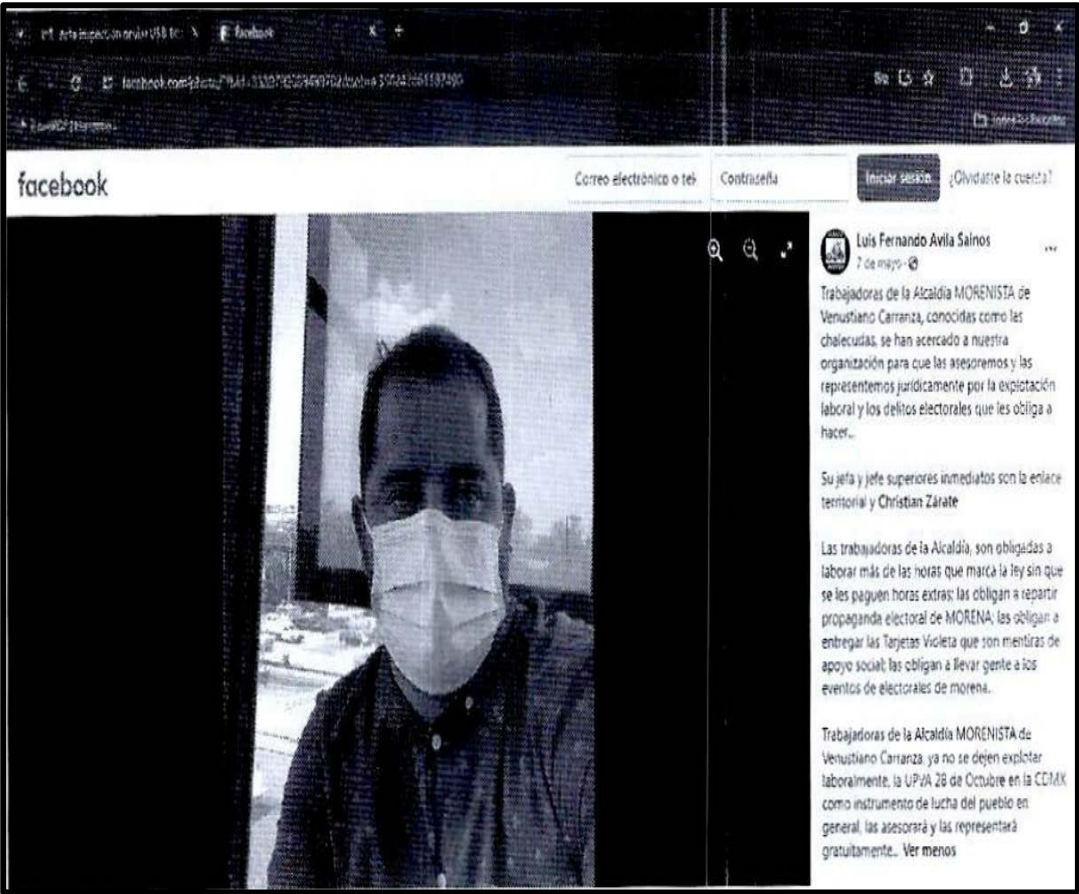 Facebook
facebook
Correo electrónico o tel
Contraseña
Iniciar sesión
¿Olvidaste la cuenta?
Luis Fernando Avila Sainos
7 de mayo
Trabajadoras de la Alcaldía MORENISTA de
Venustiano Carranza, conocidas como las
chalecudas, se han acercado a nuestra
organización para que las asesoremos y las
representemos jurídicamente por la explotación
laboral y los delitos electorales que les obliga a
hacer...
Su jefa y jefe superiores inmediatos son la enlace
territorial y Christian Zárate
Las trabajadoras de la Alcaldía, son obligadas a
laborar más de las horas que marca la ley sin que
se les paguen horas extras; las obligan a repartir
propaganda electoral de MORENA; las obligan a
entregar las Tarjetas Violeta que son mentiras de
apoyo social; las obligan a llevar gente a los
eventos de electorales de morena.
Trabajadoras de la Alcaldía MORENISTA de
Venustiano Carranza, ya no se dejen explotar
laboralmente, la UPVA 28 de Octubre en la CDMX
como instrumento de lucha del pueblo en
general, las asesorará y las representará
gratuitamente... Ver menos